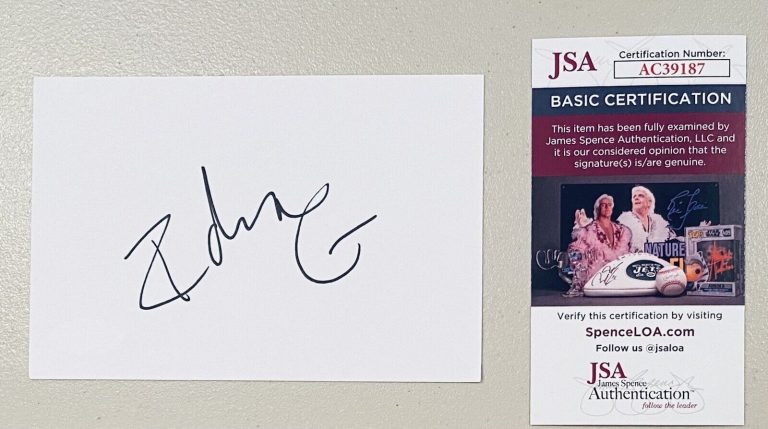 JSA
Certification Number:
AC39187
BASIC CERTIFICATION
This item has been fully examined by
James Spence Authentication, LLC and
it is our considered opinion that the
signature(s) is/are genuine.
NATURE
JETS
Verify this certification by visiting
SpenceLOA.com
Follow us @jsaloa
JSA
James Spence
Authentication™
follow the leader